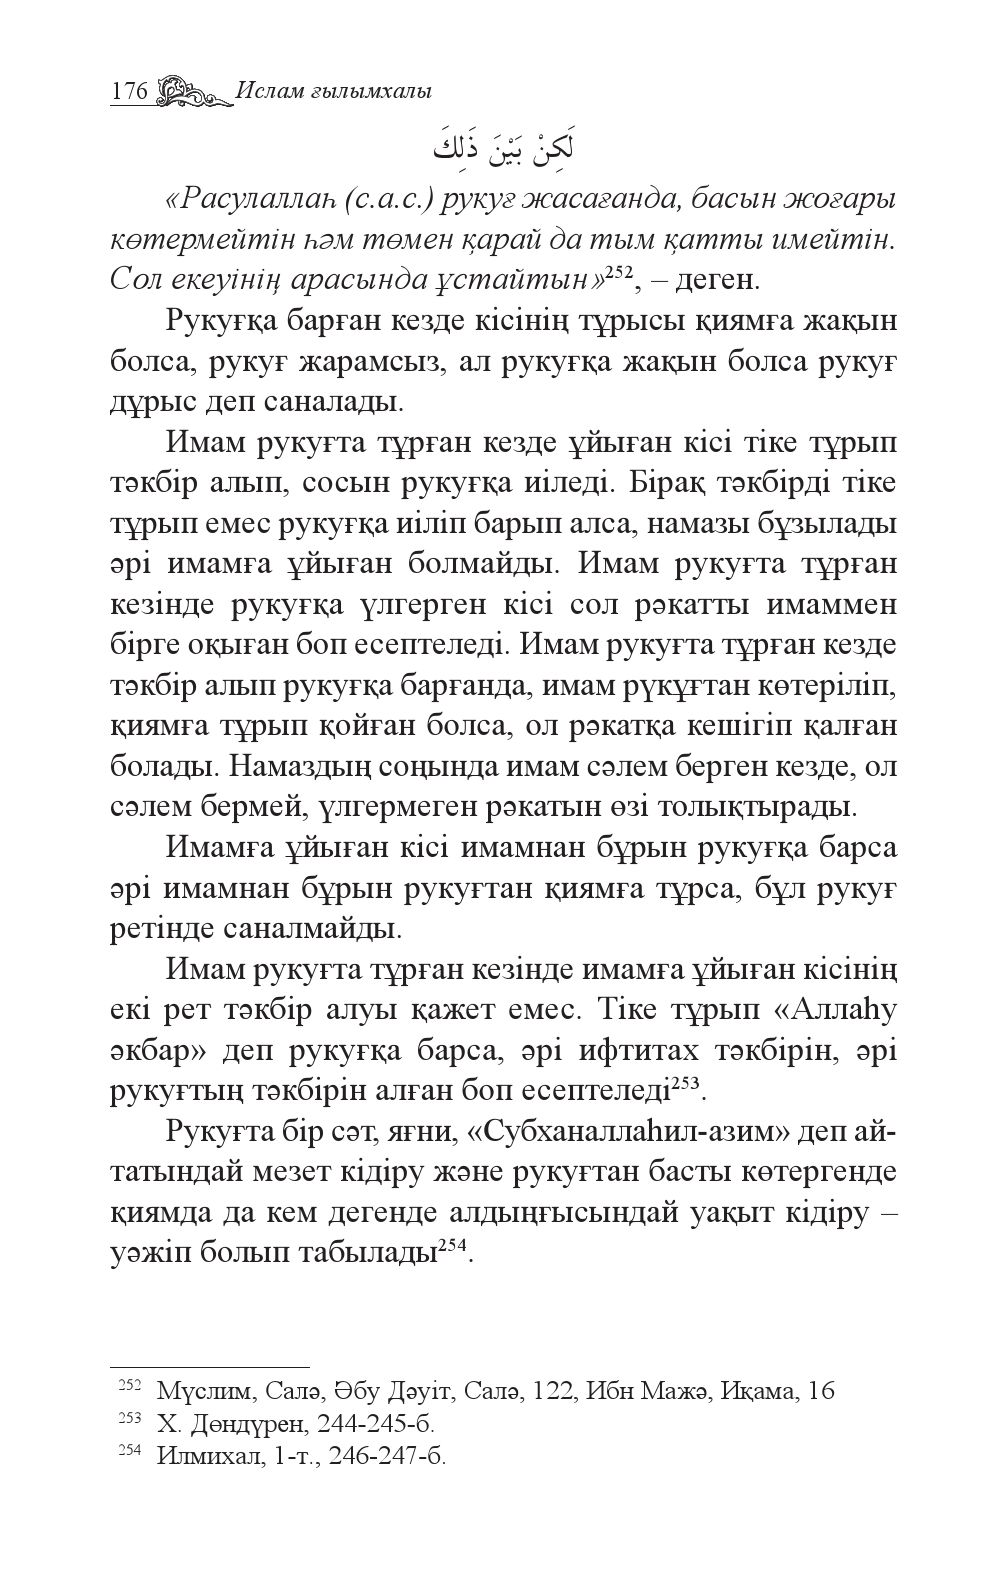 176 Ислам ғылымхалы
لَكِنْ بَيْنَ ذَلِكَ
«Расулаллаһ (с.а.с.) рукуғ жасағанда, басын жоғары
көтермейтін һәм төмен қарай да тым қатты имейтін.
Сол екеуінің арасында ұстайтын»252, – деген.
Рукуғқа барған кезде кісінің тұрысы қиямға жақын
болса, рукуғ жарамсыз, ал рукуғқа жақын болса рукуғ
дұрыс деп саналады.
Имам рукуғта тұрған кезде ұйыған кісі тіке тұрып
тәкбір алып, сосын рукуғқа иіледі. Бірақ тәкбірді тіке
тұрып емес рукуғқа иіліп барып алса, намазы бұзылады
әрі имамға ұйыған болмайды. Имам рукуғта тұрған
кезінде рукуғқа үлгерген кісі сол рәкатты имаммен
бірге оқыған боп есептеледі. Имам рукуғта тұрған кезде
тәкбір алып рукуғқа барғанда, имам рүкұғтан көтеріліп,
қиямға тұрып қойған болса, ол рәкатқа кешігіп қалған
болады. Намаздың соңында имам сәлем берген кезде, ол
сәлем бермей, үлгермеген рәкатын өзі толықтырады.
Имамға ұйыған кісі имамнан бұрын рукуғқа барса
әрі имамнан бұрын рукуғтан қиямға тұрса, бұл рукуғ
ретінде саналмайды.
Имам рукуғта тұрған кезінде имамға ұйыған кісінің
екі рет тәкбір алуы қажет емес. Тіке тұрып «Аллаһу
әкбар» деп рукуғқа барса, әрі ифтитах тәкбірін, әрі
рукуғтың тәкбірін алған боп есептеледі253.
Рукуғта бір сәт, яғни, «Субханаллаһил-азим» деп ай-
татындай мезет кідіру және рукуғтан басты көтергенде
қиямда да кем дегенде алдыңғысындай уақыт кідіру –
уәжіп болып табылады254.
252 Мүслим, Салә, Әбу Дәуіт, Салә, 122, Ибн Мажә, Иқама, 16
253 Х. Дөндүрен, 244-245-б.
254 Илмихал, 1-т., 246-247-б.